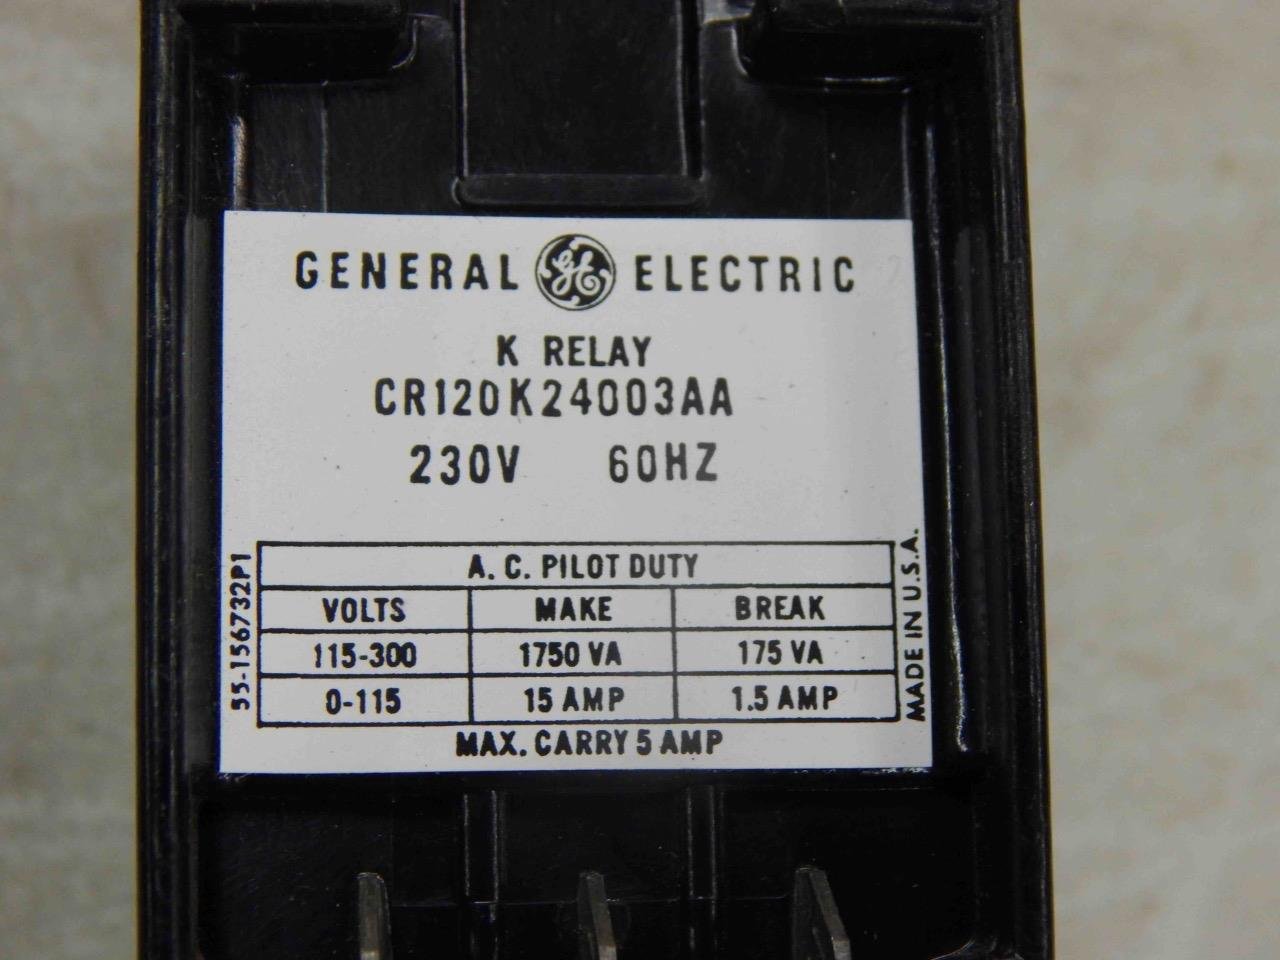 GENERAL GE ELECTRIC
K RELAY
CR120K24003AA
230V 60HZ
A.C. PILOT DUTY
VOLTS MAKE BREAK
115-300 1750 VA 175 VA
0-115 15 AMP 1.5 AMP
MAX. CARRY 5 AMP
55-156732P1
MADE IN U.S.A.